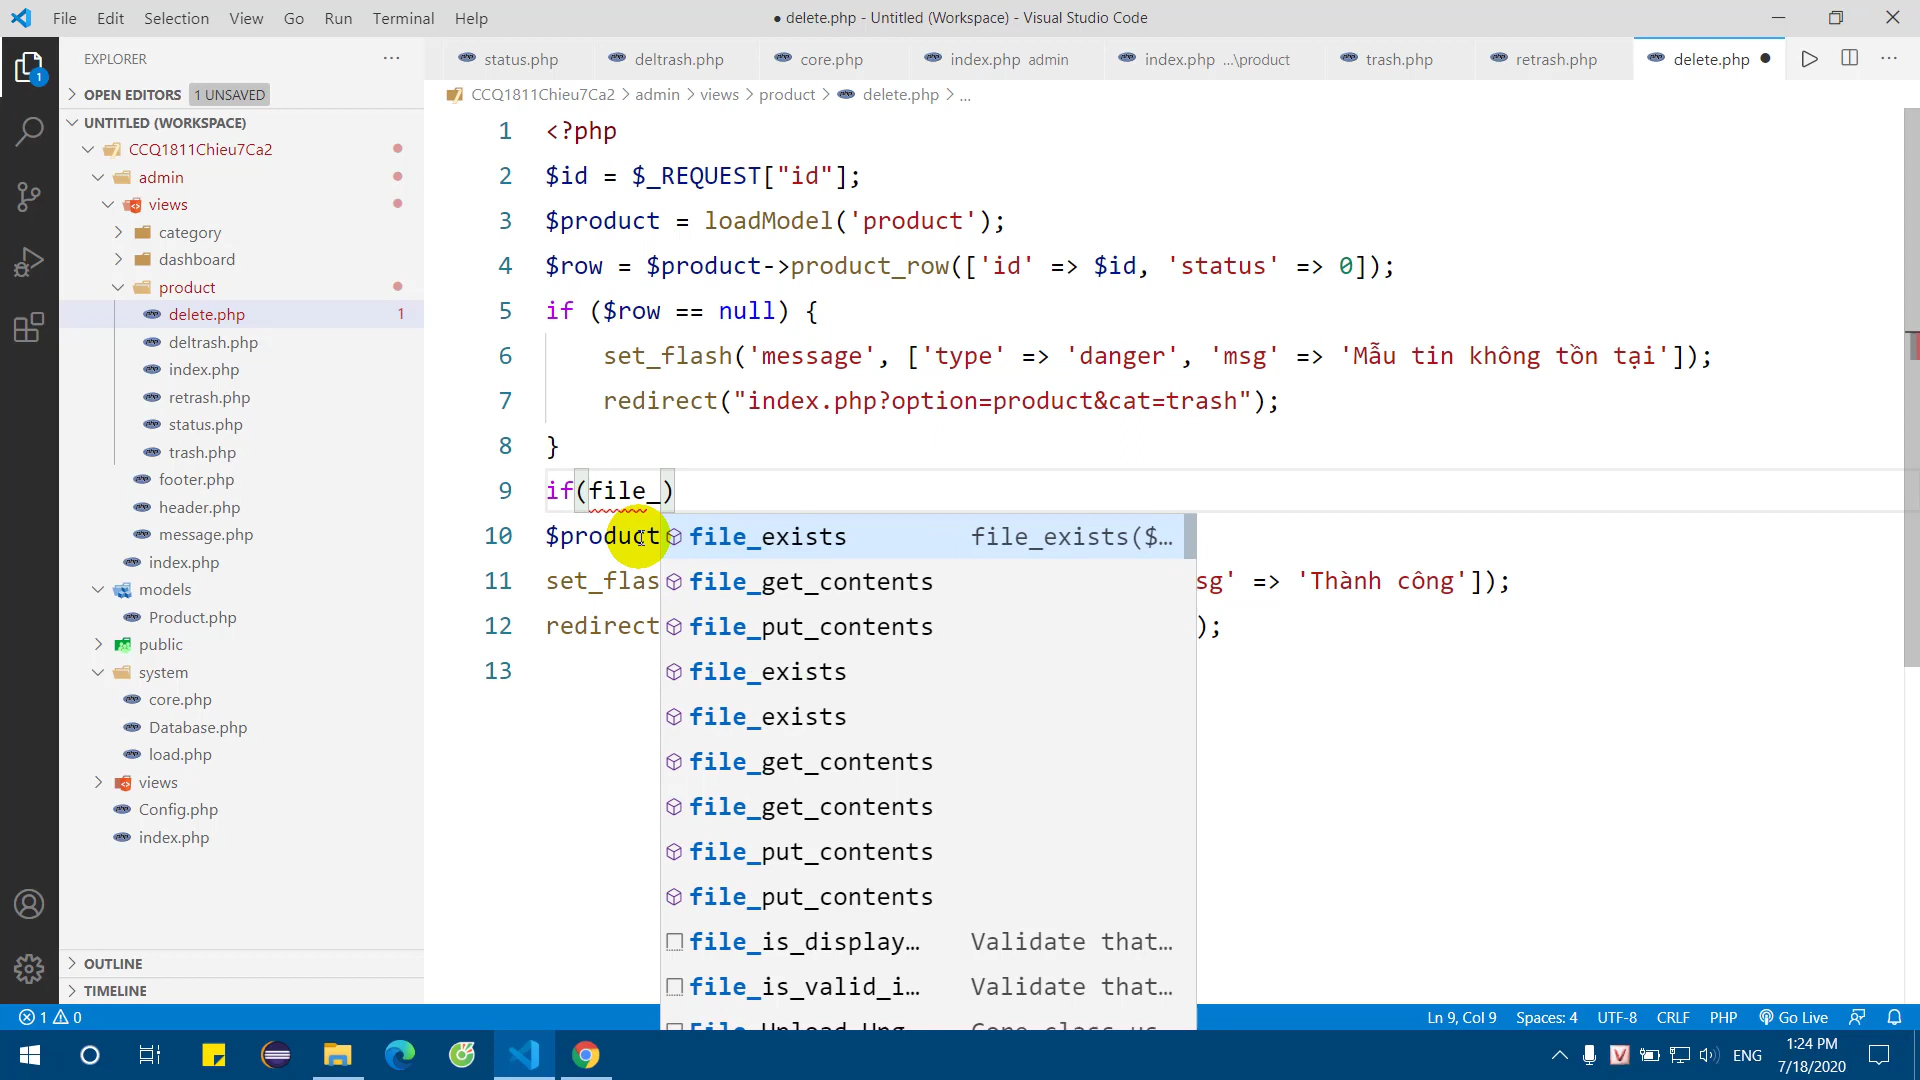 File Edit Selection View Go Run Terminal Help
● delete.php - Untitled (Workspace) - Visual Studio Code
EXPLORER
status.php deltrash.php core.php index.php admin index.php ...\product trash.php retrash.php delete.php
OPEN EDITORS 1 UNSAVED
CCQ1811Chieu7Ca2 > admin > views > product > delete.php > ...
UNTITLED (WORKSPACE)
CCQ1811Chieu7Ca2
admin
views
category
dashboard
product
delete.php 1
deltrash.php
index.php
retrash.php
status.php
trash.php
footer.php
header.php
message.php
index.php
models
Product.php
public
system
core.php
Database.php
load.php
views
Config.php
index.php
OUTLINE
TIMELINE
1 <?php
2 $id = $_REQUEST["id"];
3 $product = loadModel('product');
4 $row = $product->product_row(['id' => $id, 'status' => 0]);
5 if ($row == null) {
6 set_flash('message', ['type' => 'danger', 'msg' => 'Mẫu tin không tồn tại']);
7 redirect("index.php?option=product&cat=trash");
8 }
9 if(file_)
10 $product
11 set_flas sg' => 'Thành công']);
12 redirect );
13
file_exists file_exists($...
file_get_contents
file_put_contents
file_exists
file_exists
file_get_contents
file_get_contents
file_put_contents
file_put_contents
file_is_display... Validate that...
file_is_valid_i... Validate that...
1 0
Ln 9, Col 9 Spaces: 4 UTF-8 CRLF PHP Go Live
1
ENG
1:24 PM
7/18/2020